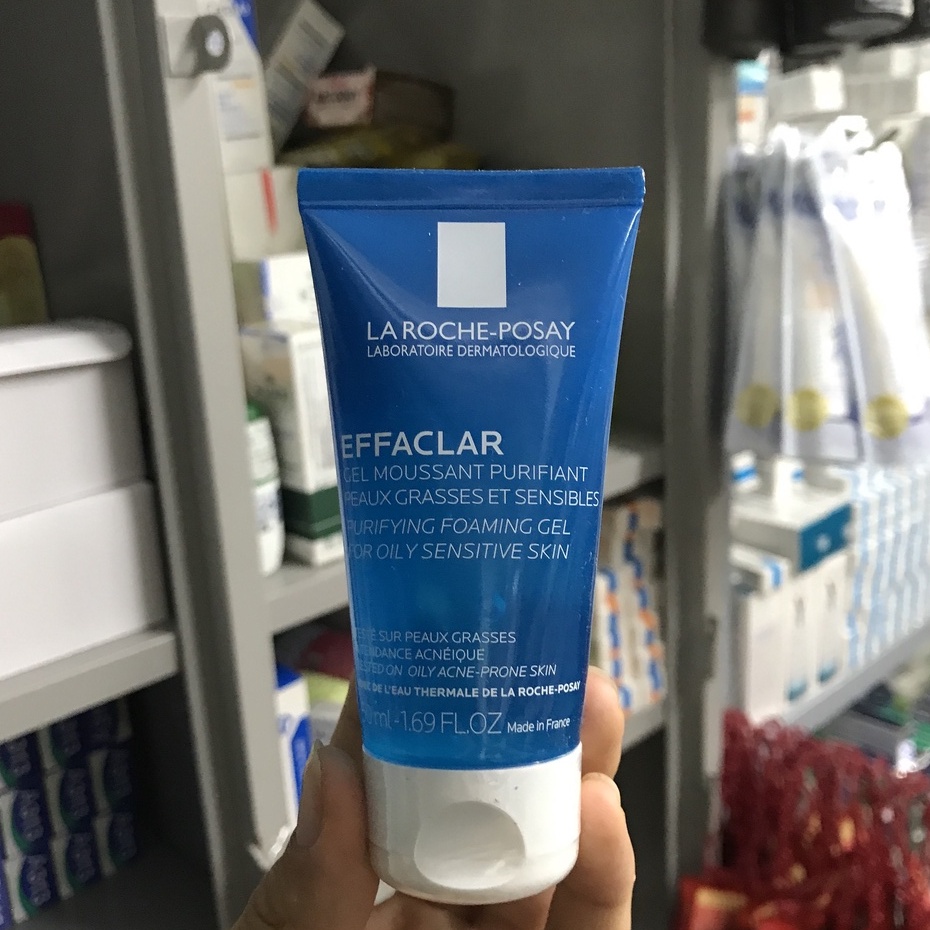 LA ROCHE-POSAY
LABORATOIRE DERMATOLOGIQUE
EFFACLAR
GEL MOUSSANT PURIFIANT
PEAUX GRASSES ET SENSIBLES
PURIFYING FOAMING GEL
FOR OILY SENSITIVE SKIN
SUR PEAUX GRASSES
ACNÉIQUE
ON OILY ACNE-PRONE SKIN
DE L'EAU THERMALE DE LA ROCHE-POSAY
ml - 1.69 FL.OZ Made in France